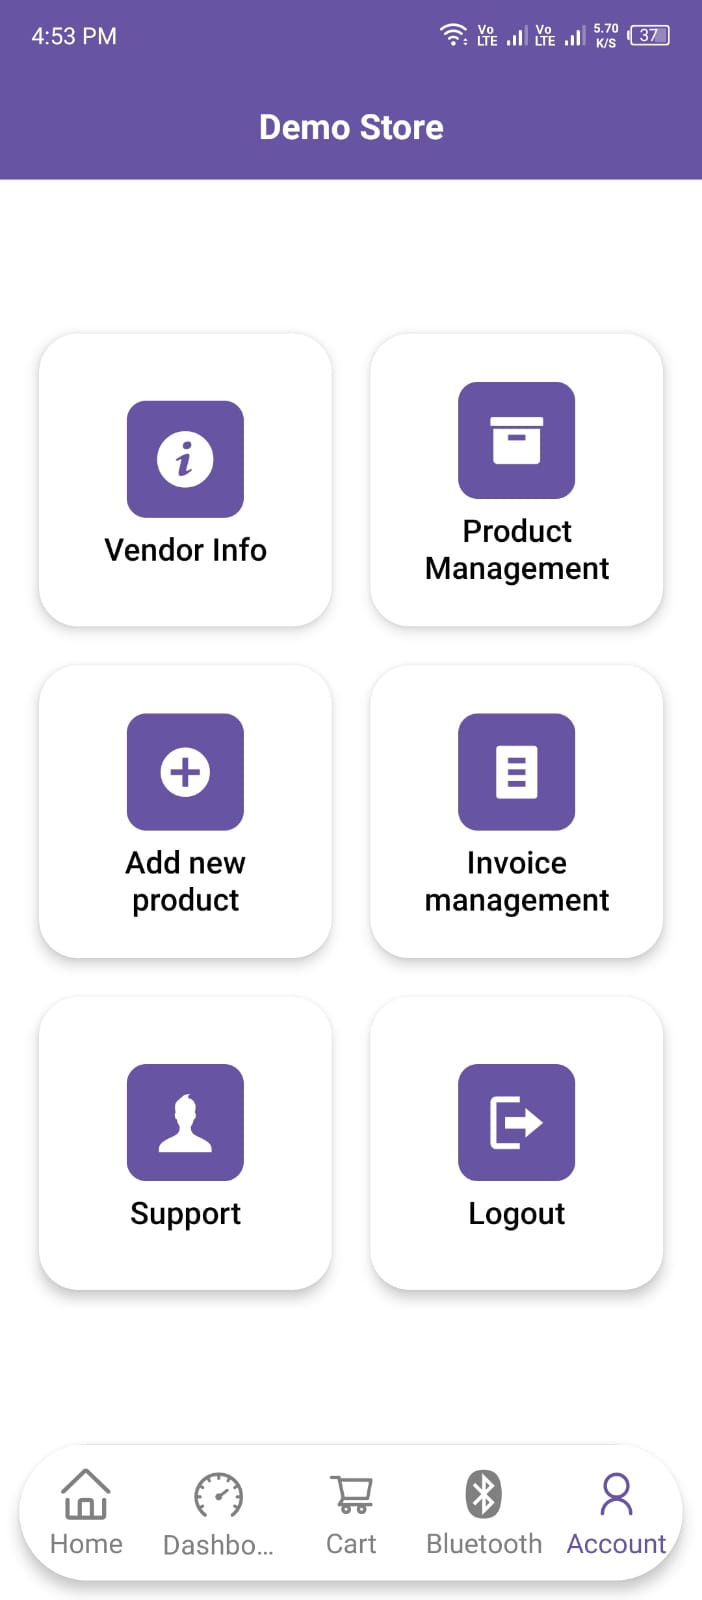 4:53 PM
Vo LTE Vo LTE 5.70 K/S 37
Demo Store
Vendor Info
Product
Management
Add new
product
Invoice
management
Support
Logout
Home Dashbo... Cart Bluetooth Account